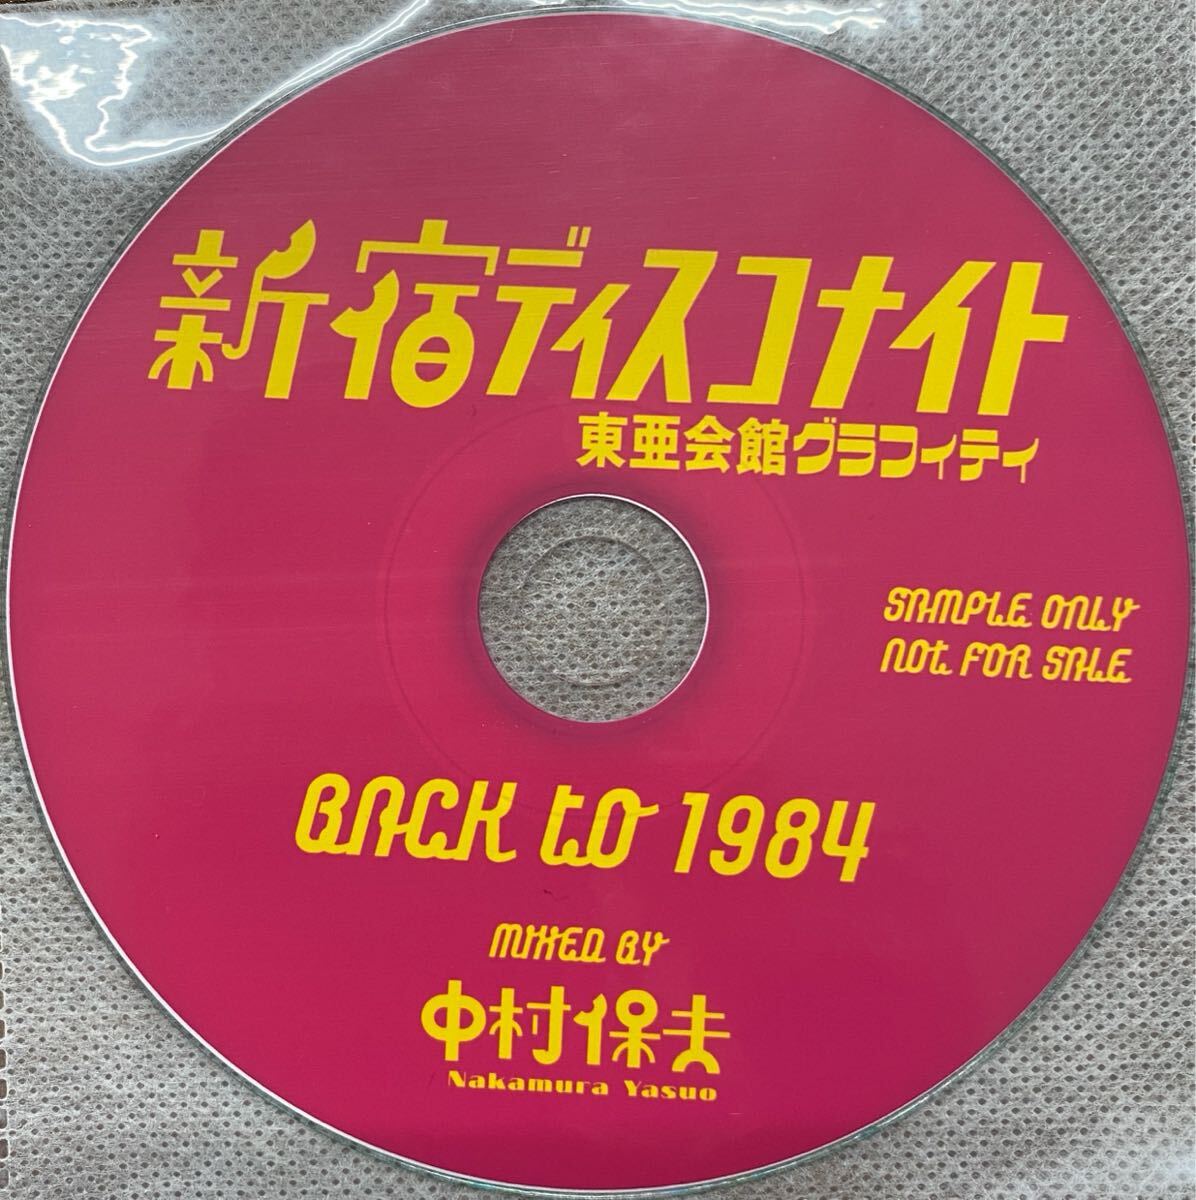 新宿ディスコナイト
東亜会館グラフィティ
SAMPLE ONLY
NOT FOR SALE
BACK TO 1984
MIXED BY
中村保夫
Nakamura Yasuo